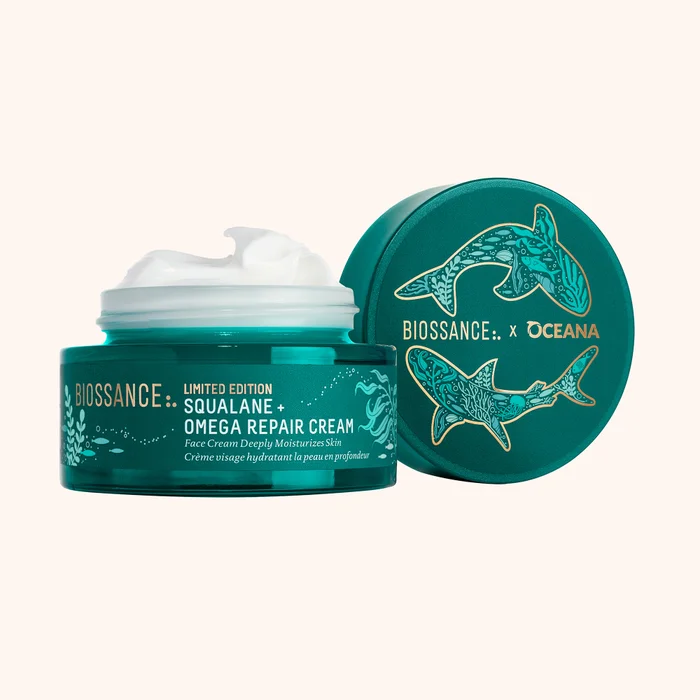 BIOSSANCE:.
LIMITED EDITION
SQUALANE +
OMEGA REPAIR CREAM
Face Cream Deeply Moisturizes Skin
Crème visage hydratant la peau en profondeur
BIOSSANCE:. x OCEANA